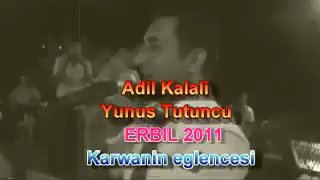 Adil Kalali
Yunus Tutuncu
ERBIL 2011
Karwanin eglencesi